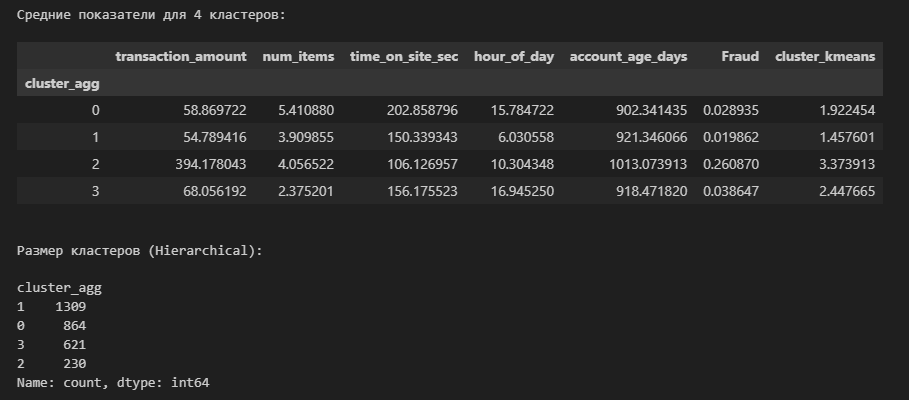 Средние показатели для 4 кластеров:
transaction_amount num_items time_on_site_sec hour_of_day account_age_days Fraud cluster_kmeans
cluster_agg
0 58.869722 5.410880 202.858796 15.784722 902.341435 0.028935 1.922454
1 54.789416 3.909855 150.339343 6.030558 921.346066 0.019862 1.457601
2 394.178043 4.056522 106.126957 10.304348 1013.073913 0.260870 3.373913
3 68.056192 2.375201 156.175523 16.945250 918.471820 0.038647 2.447665
Размер кластеров (Hierarchical):
cluster_agg
1 1309
0 864
3 621
2 230
Name: count, dtype: int64